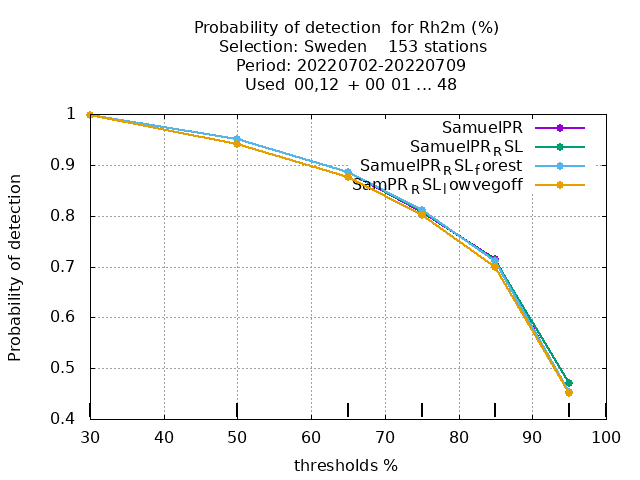 Probability of detection for Rh2m (%)
Selection: Sweden 153 stations
Period: 20220702-20220709
Used 00,12 + 00 01 ... 48
Probability of detection
1
0.9
0.8
0.7
0.6
0.5
0.4
SamuelPR
SamuelPR_RSL
SamuelPR_RSL_forest
SamPR_RSL_lowvegoff
30 40 50 60 70 80 90 100
thresholds %